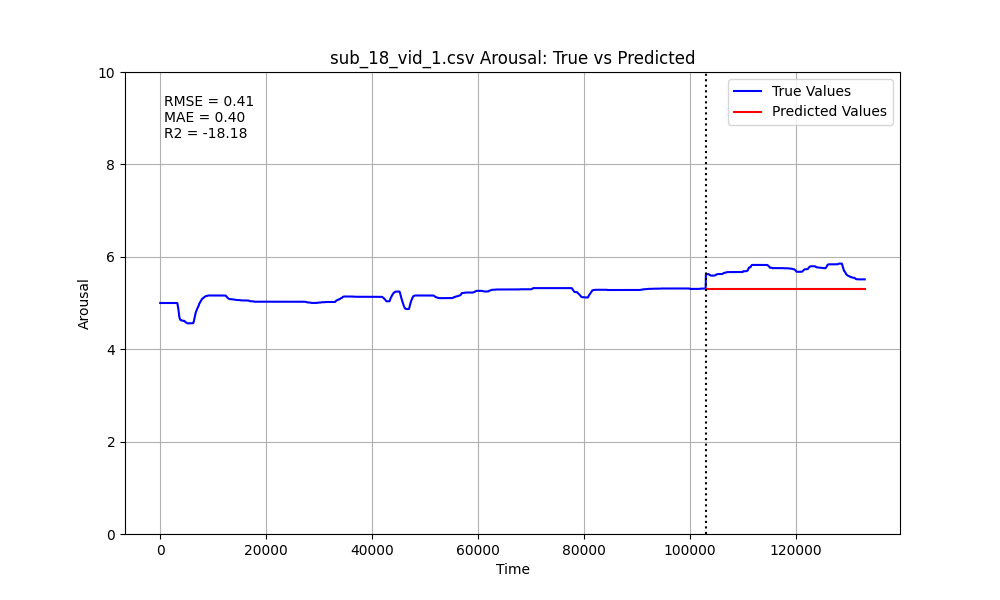 sub_18_vid_1.csv Arousal: True vs Predicted
RMSE = 0.41
MAE = 0.40
R2 = -18.18
True Values
Predicted Values
10
8
6
4
2
0
Arousal
0 20000 40000 60000 80000 100000 120000
Time